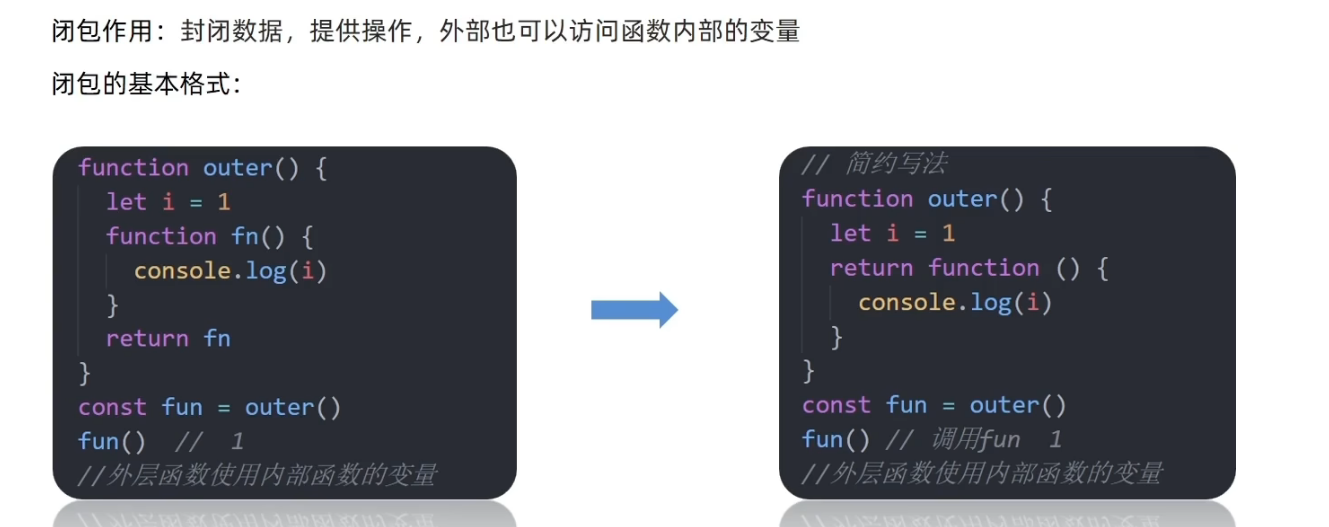 闭包作用：封闭数据，提供操作，外部也可以访问函数内部的变量
闭包的基本格式：
function outer() {
let i = 1
function fn() {
console.log(i)
}
return fn
}
const fun = outer()
fun() // 1
//外层函数使用内部函数的变量
// 简约写法
function outer() {
let i = 1
return function () {
console.log(i)
}
}
const fun = outer()
fun() // 调用fun 1
//外层函数使用内部函数的变量